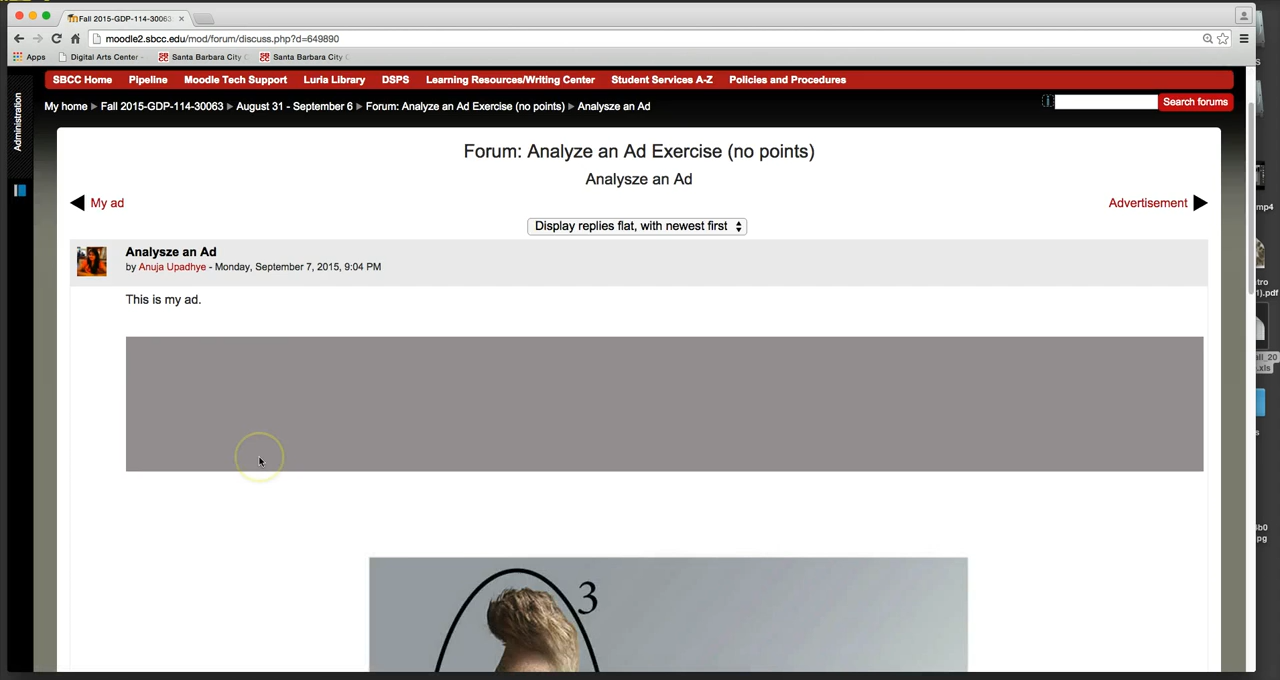 Fall 2015-GDP-114-30063
moodle2.sbcc.edu/mod/forum/discuss.php?d=649890
Apps Digital Arts Center - Santa Barbara City Santa Barbara City
SBCC Home Pipeline Moodle Tech Support Luria Library DSPS Learning Resources/Writing Center Student Services A-Z Policies and Procedures
My home ▶ Fall 2015-GDP-114-30063 ▶ August 31 - September 6 ▶ Forum: Analyze an Ad Exercise (no points) ▶ Analysze an Ad
Search forums
Administration
Forum: Analyze an Ad Exercise (no points)
Analysze an Ad
◀ My ad
Advertisement ▶
Display replies flat, with newest first
Analysze an Ad
by Anuja Upadhye - Monday, September 7, 2015, 9:04 PM
This is my ad.
3
mp4
.pdf
.xls